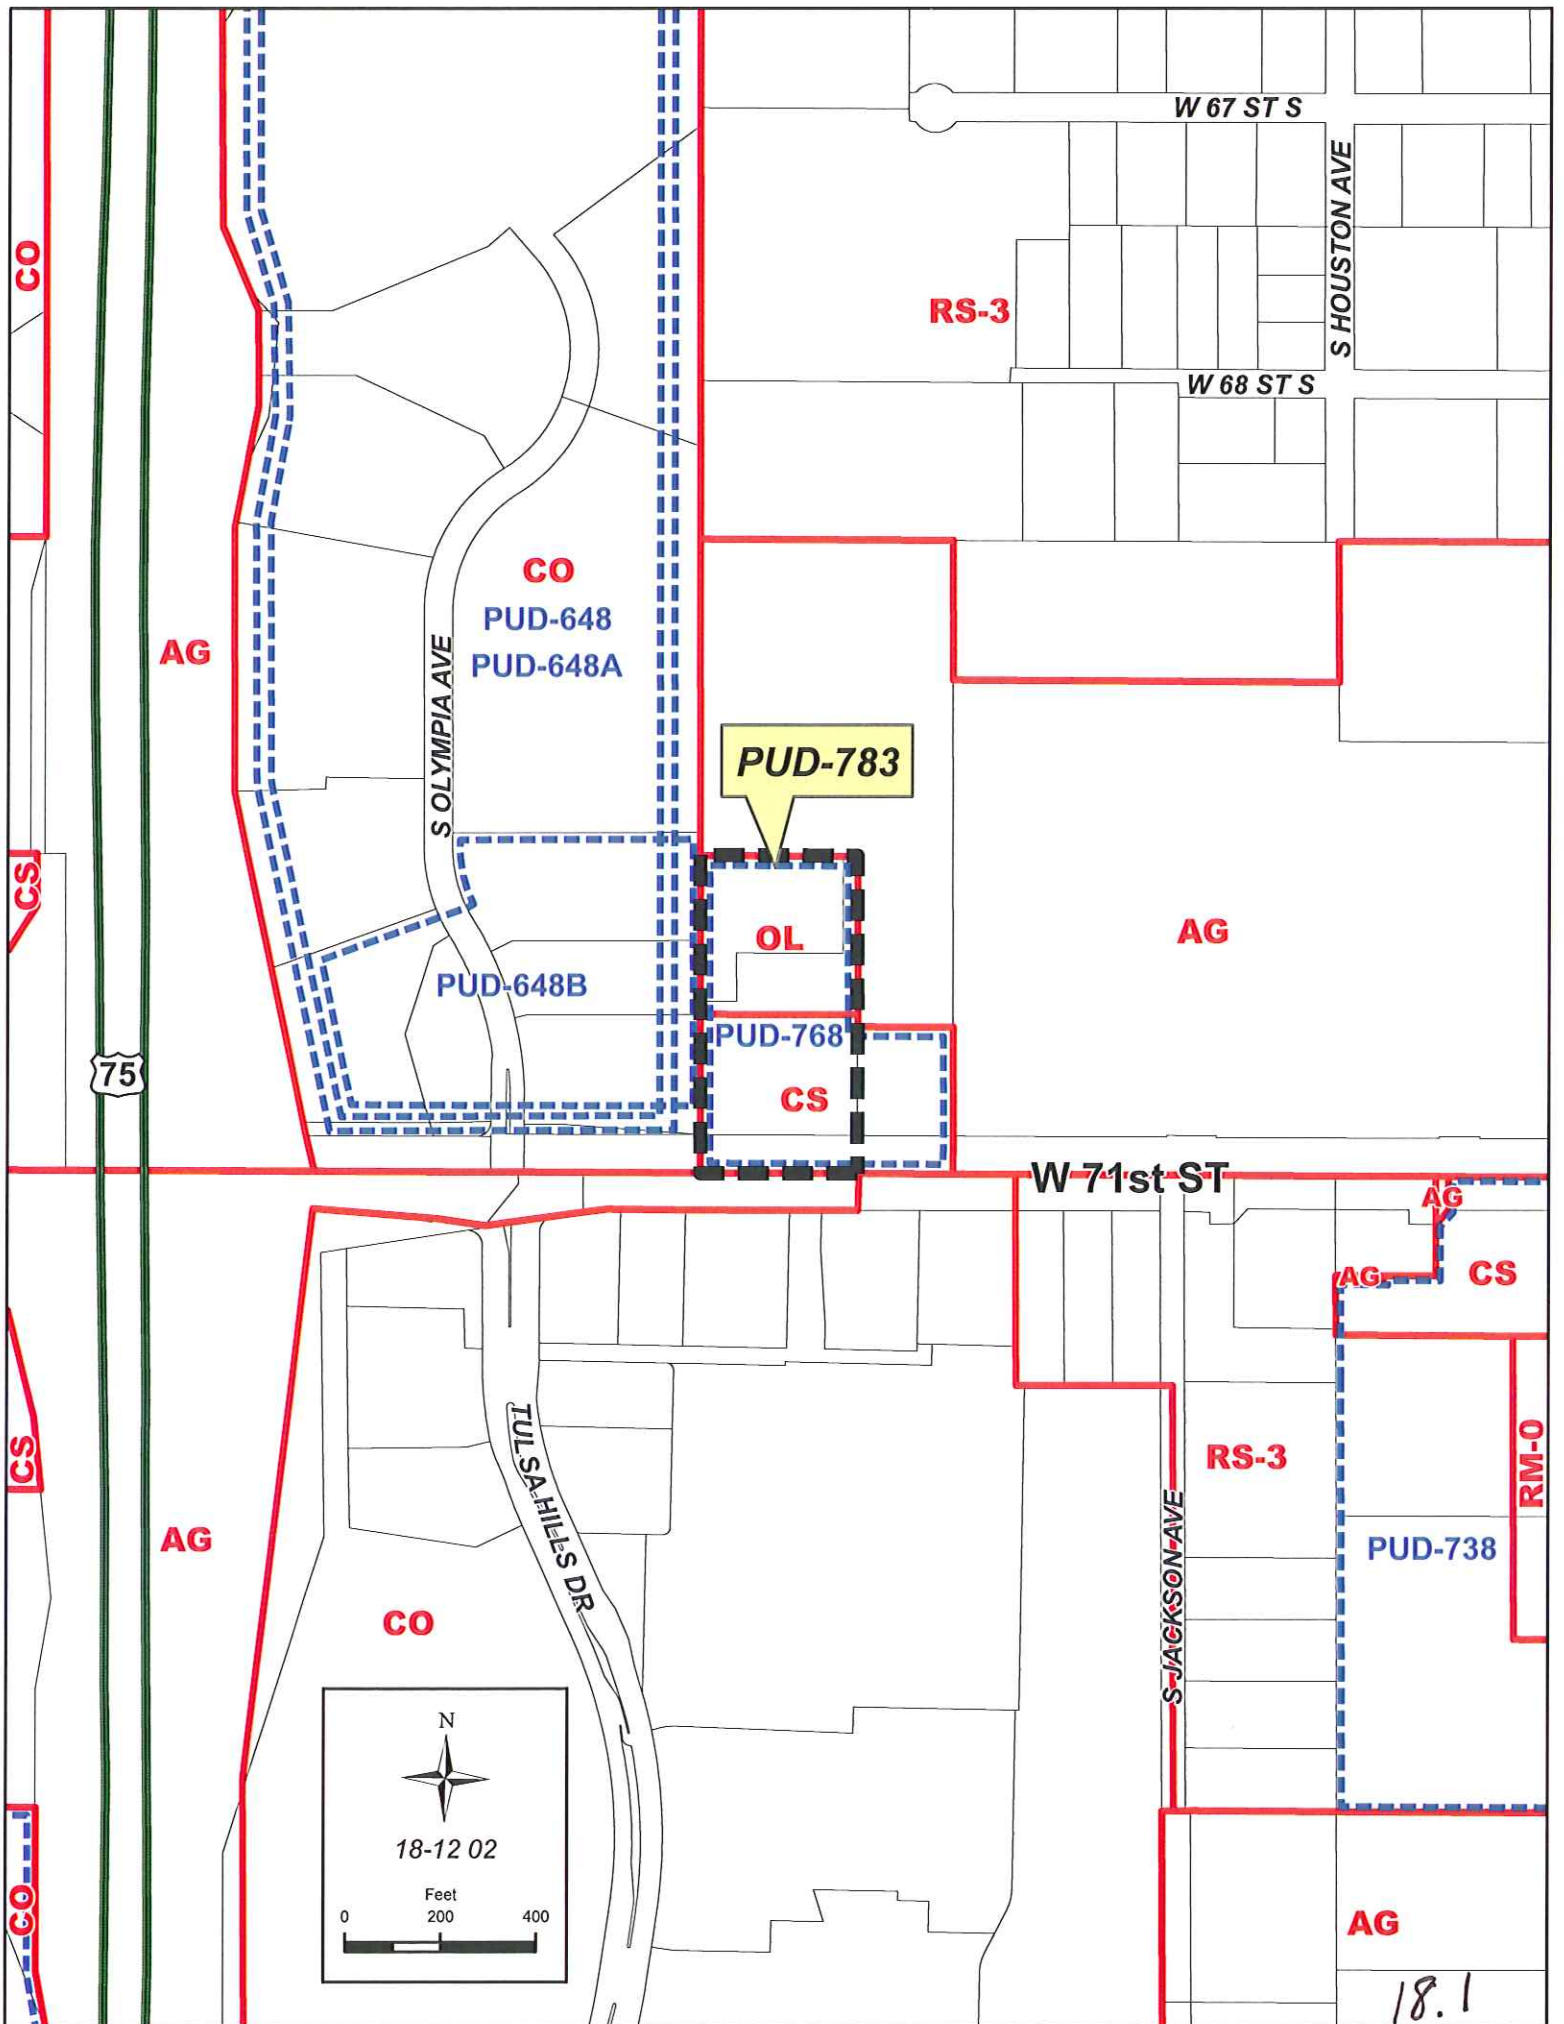 W 67 ST S
S HOUSTON AVE
CO
RS-3
W 68 ST S
CO
PUD-648
PUD-648A
AG
S OLYMPIA AVE
PUD-783
CS
OL
AG
PUD-648B
PUD-768
75
CS
W 71st ST
AG
AG
CS
CS
TULSA HILLS DR
RS-3
RM-0
S JACKSON AVE
AG
PUD-738
CO
N
18-12 02
Feet
0 200 400
CO
AG
18.1